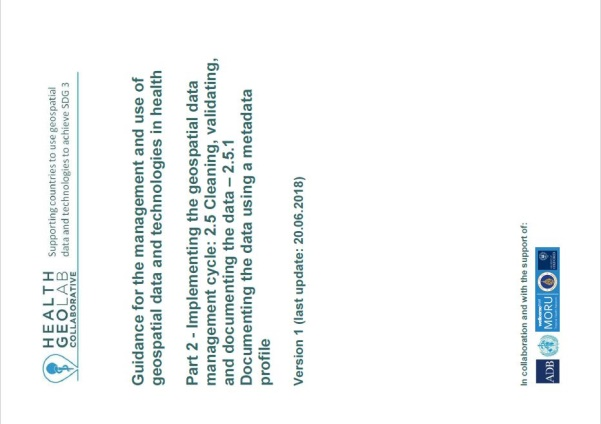 HEALTH
GEOLAB
COLLABORATIVE
Supporting countries to use geospatial
data and technologies to achieve SDG 3
Guidance for the management and use of
geospatial data and technologies in health
Part 2 - Implementing the geospatial data
management cycle: 2.5 Cleaning, validating,
and documenting the data – 2.5.1
Documenting the data using a metadata
profile
Version 1 (last update: 20.06.2018)
In collaboration and with the support of:
ADB
MORU